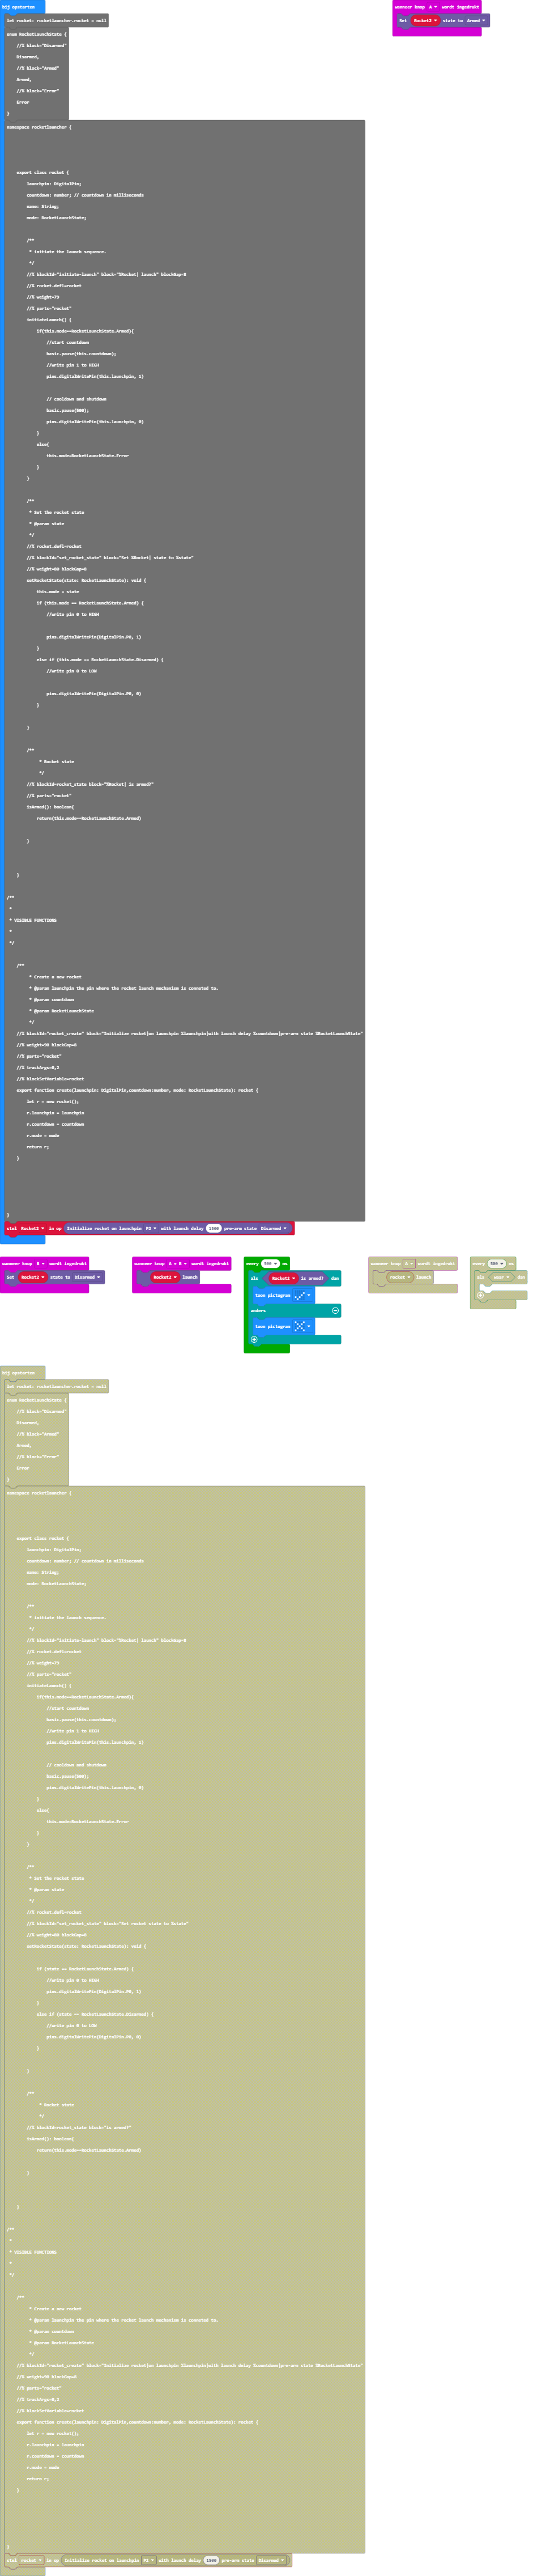 bij opstarten
let rocket: rocketlauncher.rocket = null
enum RocketLaunchState {
//% block="Disarmed"
Disarmed,
//% block="Armed"
Armed,
//% block="Error"
Error
}
namespace rocketlauncher {
export class rocket {
launchpin: DigitalPin;
countdown: number; // countdown in milliseconds
name: String;
mode: RocketLaunchState;
/**
* Initiate the launch sequence.
*/
//% blockId="initiate-launch" block="%Rocket| launch" blockGap=8
//% rocket.defl=rocket
//% weight=79
//% parts="rocket"
initiateLaunch() {
if(this.mode==RocketLaunchState.Armed){
//start countdown
basic.pause(this.countdown);
//write pin 1 to HIGH
pins.digitalWritePin(this.launchpin, 1)
// cooldown and shutdown
basic.pause(500);
pins.digitalWritePin(this.launchpin, 0)
}
else{
this.mode=RocketLaunchState.Error
}
}
/**
* Set the rocket state
* @param state
*/
//% rocket.defl=rocket
//% blockId="set_rocket_state" block="Set %Rocket| state to %state"
//% weight=80 blockGap=8
setRocketState(state: RocketLaunchState): void {
this.mode = state
if (this.mode == RocketLaunchState.Armed) {
//write pin 0 to HIGH
pins.digitalWritePin(DigitalPin.P0, 1)
}
else if (this.mode == RocketLaunchState.Disarmed) {
//write pin 0 to LOW
pins.digitalWritePin(DigitalPin.P0, 0)
}
}
/**
* Rocket state
*/
//% blockId=rocket_state block="%Rocket| is armed?"
//% parts="rocket"
isArmed(): boolean{
return(this.mode==RocketLaunchState.Armed)
}
}
/**
*
* VISIBLE FUNCTIONS
*
*/
/**
* Create a new rocket
* @param launchpin the pin where the rocket launch mechanism is connected to.
* @param countdown
* @param RocketLaunchState
*/
//% blockId="rocket_create" block="Initialize rocket|on launchpin %launchpin|with launch delay %countdown|pre-arm state %RocketLaunchState"
//% weight=90 blockGap=8
//% parts="rocket"
//% trackArgs=0,2
//% blockSetVariable=rocket
export function create(launchpin: DigitalPin,countdown:number, mode: RocketLaunchState): rocket {
let r = new rocket();
r.launchpin = launchpin
r.countdown = countdown
r.mode = mode
return r;
}
}
stel Rocket2 in op Initialize rocket on launchpin P2 with launch delay 1500 pre-arm state Disarmed
wanneer knop A wordt ingedrukt
Set Rocket2 state to Armed
wanneer knop B wordt ingedrukt
Set Rocket2 state to Disarmed
wanneer knop A + B wordt ingedrukt
Rocket2 launch
every 500 ms
als Rocket2 is armed? dan
toon pictogram
anders
toon pictogram
wanneer knop A wordt ingedrukt
rocket launch
every 500 ms
als waar dan
bij opstarten
let rocket: rocketlauncher.rocket = null
enum RocketLaunchState {
//% block="Disarmed"
Disarmed,
//% block="Armed"
Armed,
//% block="Error"
Error
}
namespace rocketlauncher {
export class rocket {
launchpin: DigitalPin;
countdown: number; // countdown in milliseconds
name: String;
mode: RocketLaunchState;
/**
* Initiate the launch sequence.
*/
//% blockId="initiate-launch" block="%Rocket| launch" blockGap=8
//% rocket.defl=rocket
//% weight=79
//% parts="rocket"
initiateLaunch() {
if(this.mode==RocketLaunchState.Armed){
//start countdown
basic.pause(this.countdown);
//write pin 1 to HIGH
pins.digitalWritePin(this.launchpin, 1)
// cooldown and shutdown
basic.pause(500);
pins.digitalWritePin(this.launchpin, 0)
}
else{
this.mode=RocketLaunchState.Error
}
}
/**
* Set the rocket state
* @param state
*/
//% rocket.defl=rocket
//% blockId="set_rocket_state" block="Set rocket state to %state"
//% weight=80 blockGap=8
setRocketState(state: RocketLaunchState): void {
if (state == RocketLaunchState.Armed) {
//write pin 0 to HIGH
pins.digitalWritePin(DigitalPin.P0, 1)
}
else if (state == RocketLaunchState.Disarmed) {
//write pin 0 to LOW
pins.digitalWritePin(DigitalPin.P0, 0)
}
}
/**
* Rocket state
*/
//% blockId=rocket_state block="is armed?"
isArmed(): boolean{
return(this.mode==RocketLaunchState.Armed)
}
}
/**
*
* VISIBLE FUNCTIONS
*
*/
/**
* Create a new rocket
* @param launchpin the pin where the rocket launch mechanism is connected to.
* @param countdown
* @param RocketLaunchState
*/
//% blockId="rocket_create" block="Initialize rocket|on launchpin %launchpin|with launch delay %countdown|pre-arm state %RocketLaunchState"
//% weight=90 blockGap=8
//% parts="rocket"
//% trackArgs=0,2
//% blockSetVariable=rocket
export function create(launchpin: DigitalPin,countdown:number, mode: RocketLaunchState): rocket {
let r = new rocket();
r.launchpin = launchpin
r.countdown = countdown
r.mode = mode
return r;
}
}
stel rocket in op Initialize rocket on launchpin P2 with launch delay 1500 pre-arm state Disarmed